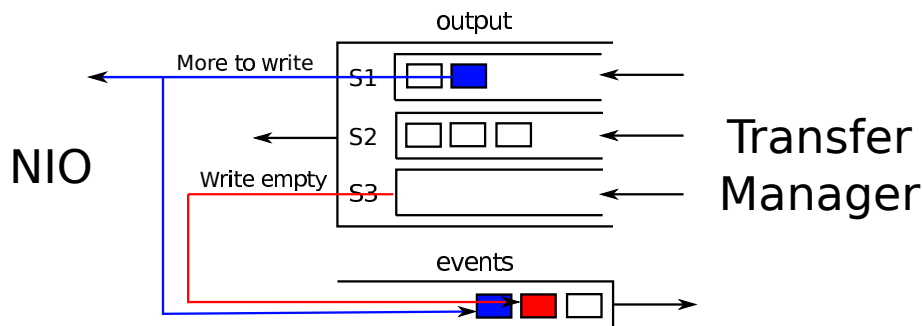 output
More to write
S1
S2
NIO
Transfer
Manager
Write empty
S3
events